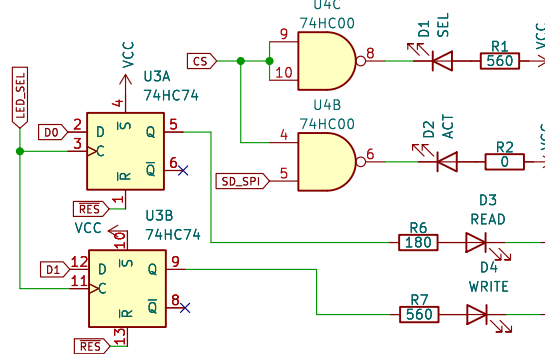 U4C
74HC00
9
10
8
D1
SEL
R1
560
VCC
CS
VCC
U3A
74HC74
4
LED_SEL
D0
2
D
S
Q
5
3
C
R
Q
6
1
RES
U4B
74HC00
4
5
6
SD_SPI
D2
ACT
R2
0
VCC
U3B
74HC74
VCC
10
D1
12
D
S
Q
9
11
C
R
Q
8
13
RES
D3
READ
R6
180
D4
WRITE
R7
560